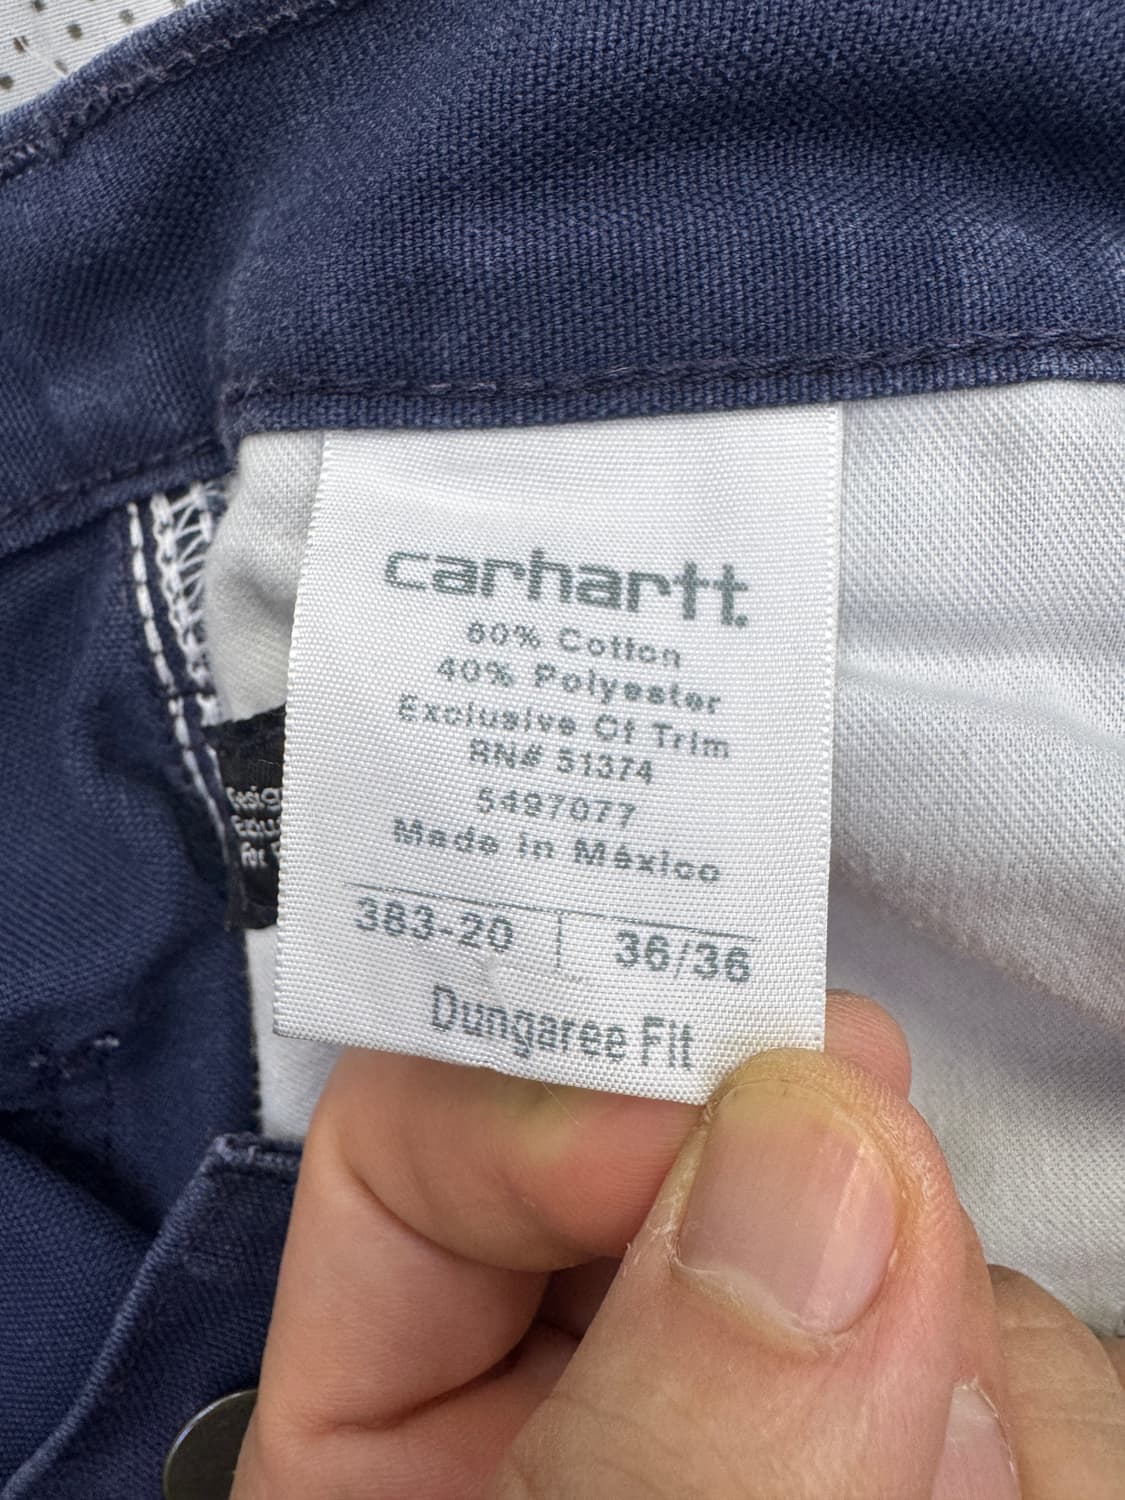 carhartt.
60% Cotton
40% Polyester
Exclusive Of Trim
RN# 51374
5497077
Made in México
383-20 36/36
Dungaree Fit
for